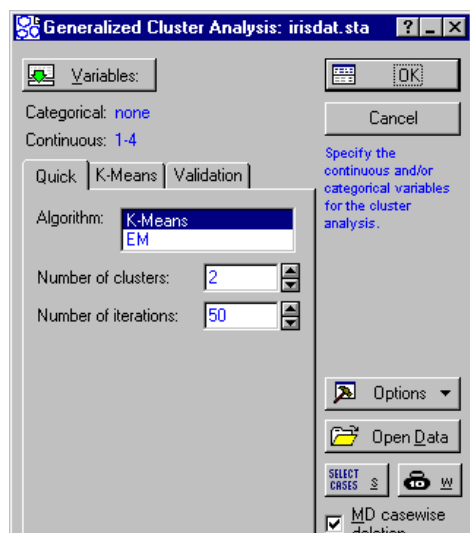 Generalized Cluster Analysis: irisdat.sta
Variables:
OK
Categorical: none
Cancel
Continuous: 1-4
Specify the
continuous and/or
categorical variables
for the cluster
analysis.
Quick K-Means Validation
Algorithm: K-Means
EM
Number of clusters: 2
Number of iterations: 50
Options
Open Data
SELECT
CASES S
W
MD casewise
deletion